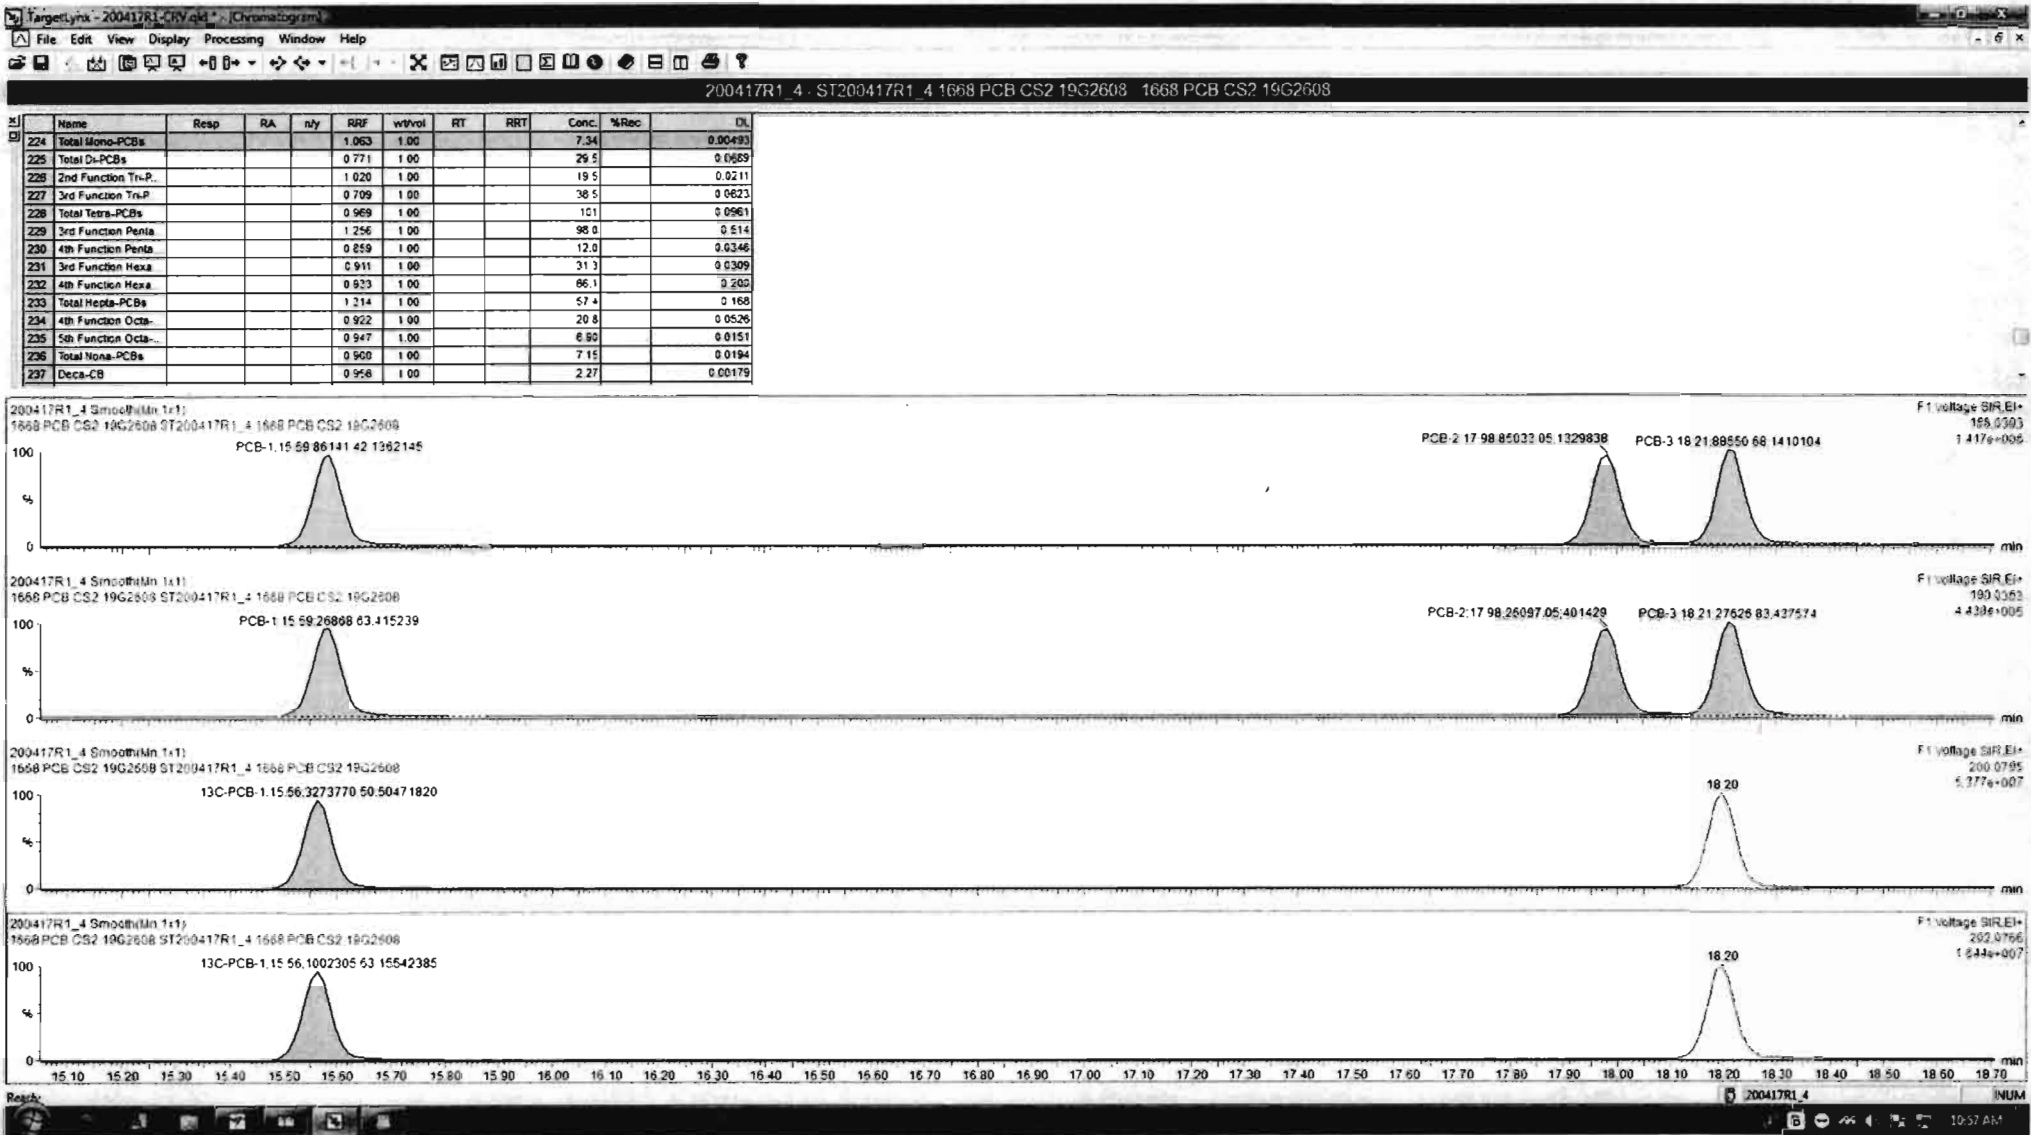 TargetLynx - 200417R1-CRV.qld * - [Chromatogram]
File Edit View Display Processing Window Help
200417R1_4 - ST200417R1_4 1668 PCB CS2 19G2608 1668 PCB CS2 19G2608
Name Resp RA n/y RRF wt/vol RT RRT Conc. %Rec DL
224 Total Mono-PCBs 1.063 1.00 7.34 0.00493
225 Total Di-PCBs 0.771 1.00 29.5 0.0689
226 2nd Function Tri-P.. 1.020 1.00 19.5 0.0211
227 3rd Function Tri-P 0.709 1.00 38.5 0.0623
228 Total Tetra-PCBs 0.969 1.00 101 0.0961
229 3rd Function Penta 1.256 1.00 98.0 0.514
230 4th Function Penta 0.859 1.00 12.0 0.0346
231 3rd Function Hexa 0.911 1.00 31.3 0.0309
232 4th Function Hexa 0.923 1.00 86.1 0.200
233 Total Hepta-PCBs 1.214 1.00 57.4 0.168
234 4th Function Octa-.. 0.922 1.00 20.8 0.0526
235 5th Function Octa-.. 0.947 1.00 6.90 0.0151
236 Total Nona-PCBs 1.00 7.15 0.0194
237 Deca-CB 0.956 1.00 2.27 0.00179
200417R1_4 Smooth(Mn,1x1)
1668 PCB CS2 19G2608 ST200417R1_4 1668 PCB CS2 19G2608
F1:Voltage SIR,EI+
188.0393
1.417e+006
PCB-1,15.59,86141.42,1362145
PCB-2,17.98,85033.05,1329838
PCB-3,18.21,88550.68,1410104
100
%
0
min
200417R1_4 Smooth(Mn,1x1)
1668 PCB CS2 19G2608 ST200417R1_4 1668 PCB CS2 19G2608
F1:Voltage SIR,EI+
190.0363
4.438e+005
PCB-1,15.59,26868.63,415239
PCB-2,17.98,26097.05,401429
PCB-3,18.21,27626.83,437574
100
%
0
min
200417R1_4 Smooth(Mn,1x1)
1668 PCB CS2 19G2608 ST200417R1_4 1668 PCB CS2 19G2608
F1:Voltage SIR,EI+
200.0795
5.377e+007
13C-PCB-1,15.56,3273770.50,50471820
18.20
100
%
0
min
200417R1_4 Smooth(Mn,1x1)
1668 PCB CS2 19G2608 ST200417R1_4 1668 PCB CS2 19G2608
F1:Voltage SIR,EI+
202.0766
1.644e+007
13C-PCB-1,15.56,1002305.63,15542385
18.20
100
%
0
min
15.10 15.20 15.30 15.40 15.50 15.60 15.70 15.80 15.90 16.00 16.10 16.20 16.30 16.40 16.50 16.60 16.70 16.80 16.90 17.00 17.10 17.20 17.30 17.40 17.50 17.60 17.70 17.80 17.90 18.00 18.10 18.20 18.30 18.40 18.50 18.60 18.70
Ready
200417R1_4
NUM
10:57 AM